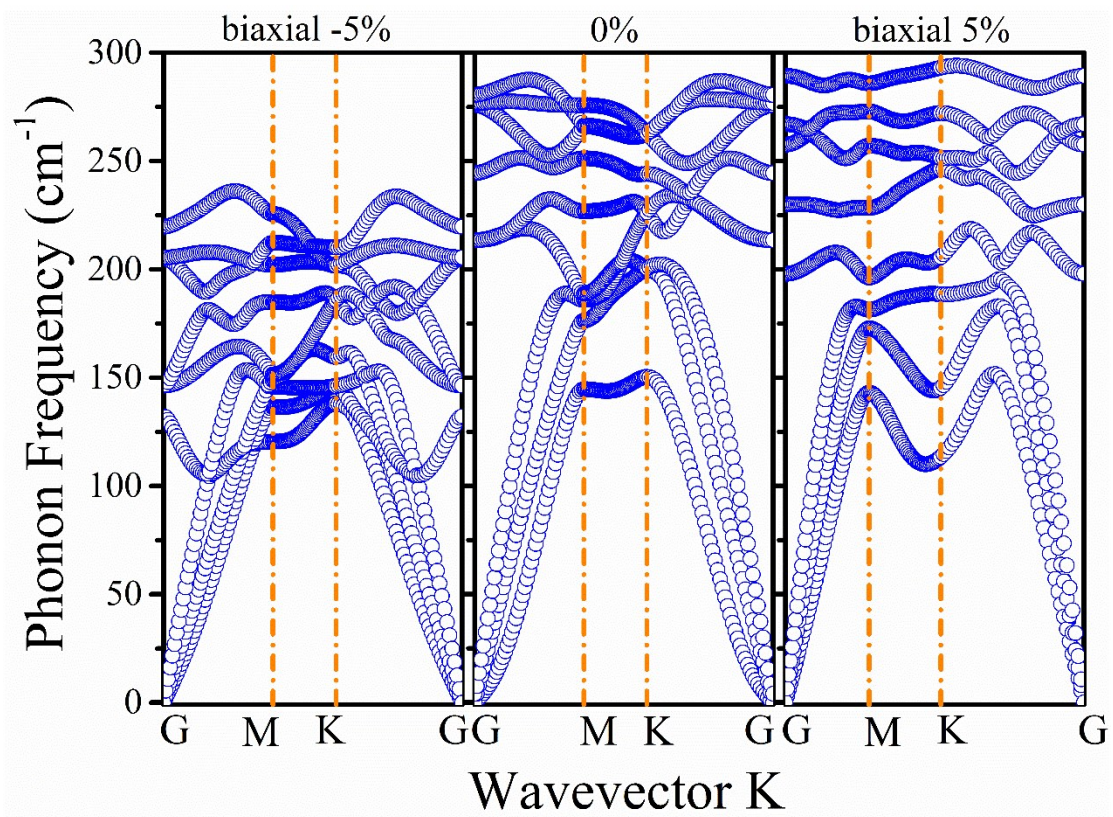 biaxial -5% 0% biaxial 5%
Phonon Frequency (cm⁻¹)
300
250
200
150
100
50
0
G M K G G M K G G M K G
Wavevector K